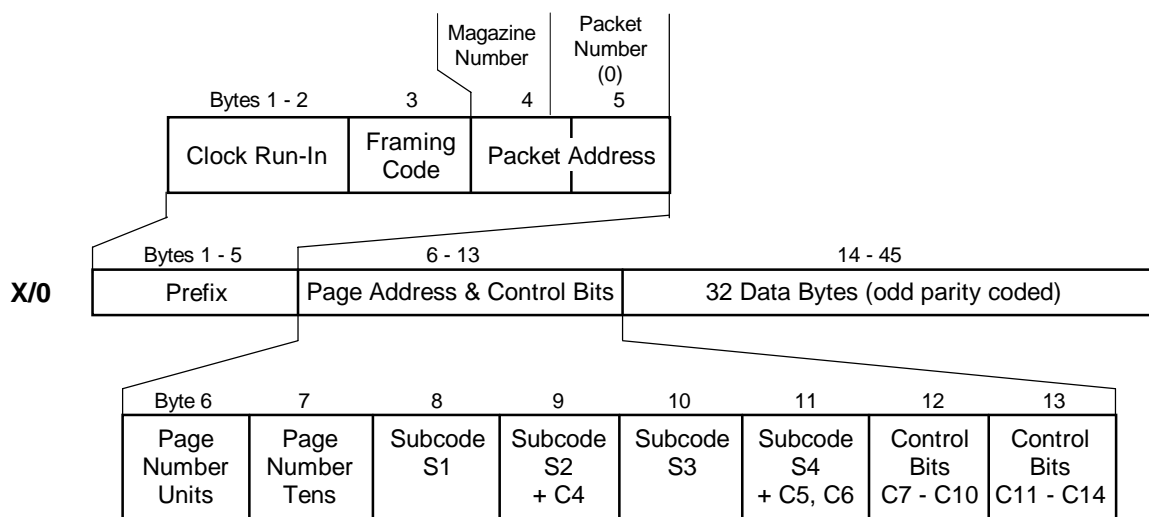 Magazine
Number
Packet
Number
(0)
Bytes 1 - 2
3
4
5
Clock Run-In
Framing
Code
Packet Address
Bytes 1 - 5
6 - 13
14 - 45
X/0
Prefix
Page Address & Control Bits
32 Data Bytes (odd parity coded)
Byte 6
7
8
9
10
11
12
13
Page
Number
Units
Page
Number
Tens
Subcode
S1
Subcode
S2
+ C4
Subcode
S3
Subcode
S4
+ C5, C6
Control
Bits
C7 - C10
Control
Bits
C11 - C14